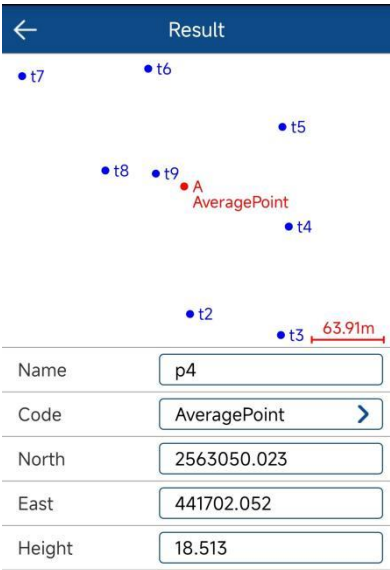 Result
t6
t7
t5
t8
t9
A
AveragePoint
t4
t2
t3
63.91m
Name p4
Code AveragePoint
North 2563050.023
East 441702.052
Height 18.513